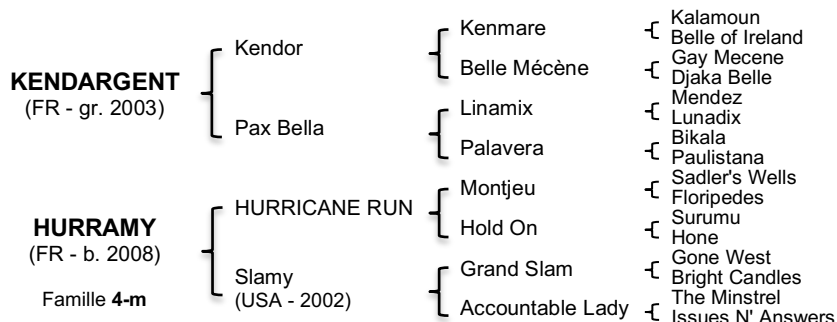 KENDARGENT
(FR - gr. 2003)
HURRAMY
(FR - b. 2008)
Famille 4-m
Kendor
Pax Bella
HURRICANE RUN
Slamy
(USA - 2002)
Kenmare
Belle Mécène
Linamix
Palavera
Montjeu
Hold On
Grand Slam
Accountable Lady
Kalamoun
Belle of Ireland
Gay Mecene
Djaka Belle
Mendez
Lunadix
Bikala
Paulistana
Sadler's Wells
Floripedes
Surumu
Hone
Gone West
Bright Candles
The Minstrel
Issues N' Answers